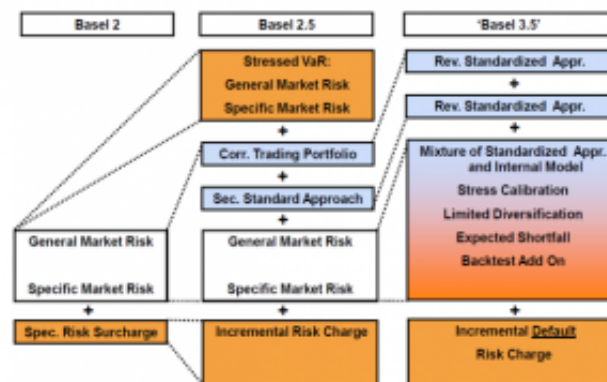 Basel 2
Basel 2.5
'Basel 3.5'
Stressed VaR:
General Market Risk
Specific Market Risk
+
Corr. Trading Portfolio
+
Sec. Standard Approach
+
Rev. Standardized Appr.
+
Rev. Standardized Appr.
+
Mixture of Standardized Appr.
and Internal Model
Stress Calibration
Limited Diversification
Expected Shortfall
Backtest Add On
General Market Risk
Specific Market Risk
+
Spec. Risk Surcharge
General Market Risk
Specific Market Risk
+
Incremental Risk Charge
+
Incremental Default
Risk Charge